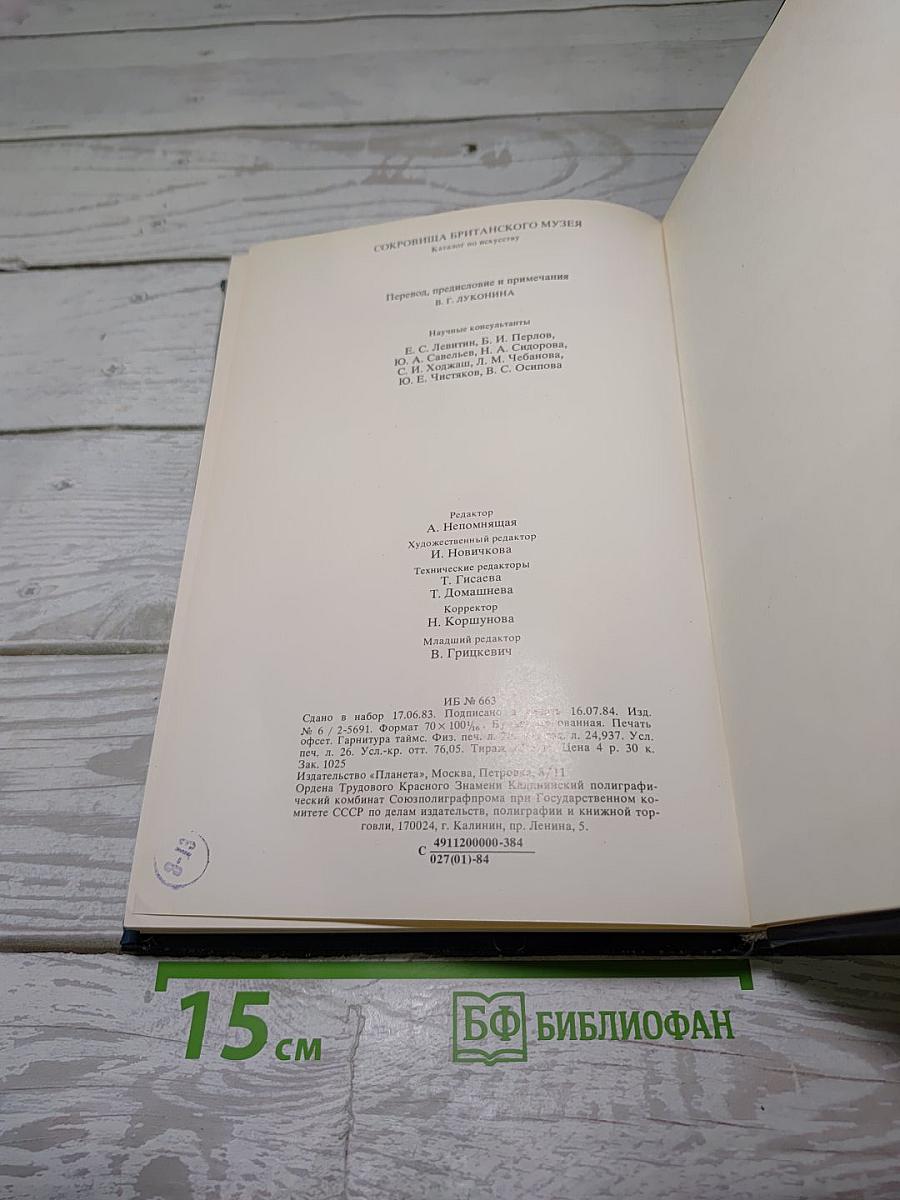 СОКРОВИЩА БРИТАНСКОГО МУЗЕЯ
Каталог по искусству
Перевод, предисловие и примечания
В. Г. ЛУКОНИНА
Научные консультанты
Е. С. Левитин, Б. И. Перлов,
Ю. А. Савельев, Н. А. Сидорова,
С. И. Ходжаш, Л. М. Чебанова,
Ю. Е. Чистяков, В. С. Осипова
Редактор
А. Непомнящая
Художественный редактор
И. Новичкова
Технические редакторы
Т. Гисаева
Т. Домашнева
Корректор
Н. Коршунова
Младший редактор
В. Грицкевич
ИБ № 663
Сдано в набор 17.06.83. Подписано 16.07.84. Изд.
№ 6 / 2-5691. Формат 70×100 1/16. Печать
офсет. Гарнитура таймс. Физ. печ. л. л. 24,937. Усл.
печ. л. 26. Усл.-кр. отт. 76,05. Тираж Цена 4 р. 30 к.
Зак. 1025
Издательство «Планета», Москва, Петровка, 8/11
Ордена Трудового Красного Знамени Калининский полиграфи-
ческий комбинат Союзполиграфпрома при Государственном ко-
митете СССР по делам издательств, полиграфии и книжной тор-
говли, 170024, г. Калинин, пр. Ленина, 5.
С 4911200000-384
027(01)-84
15 см
БФ БИБЛИОФАН